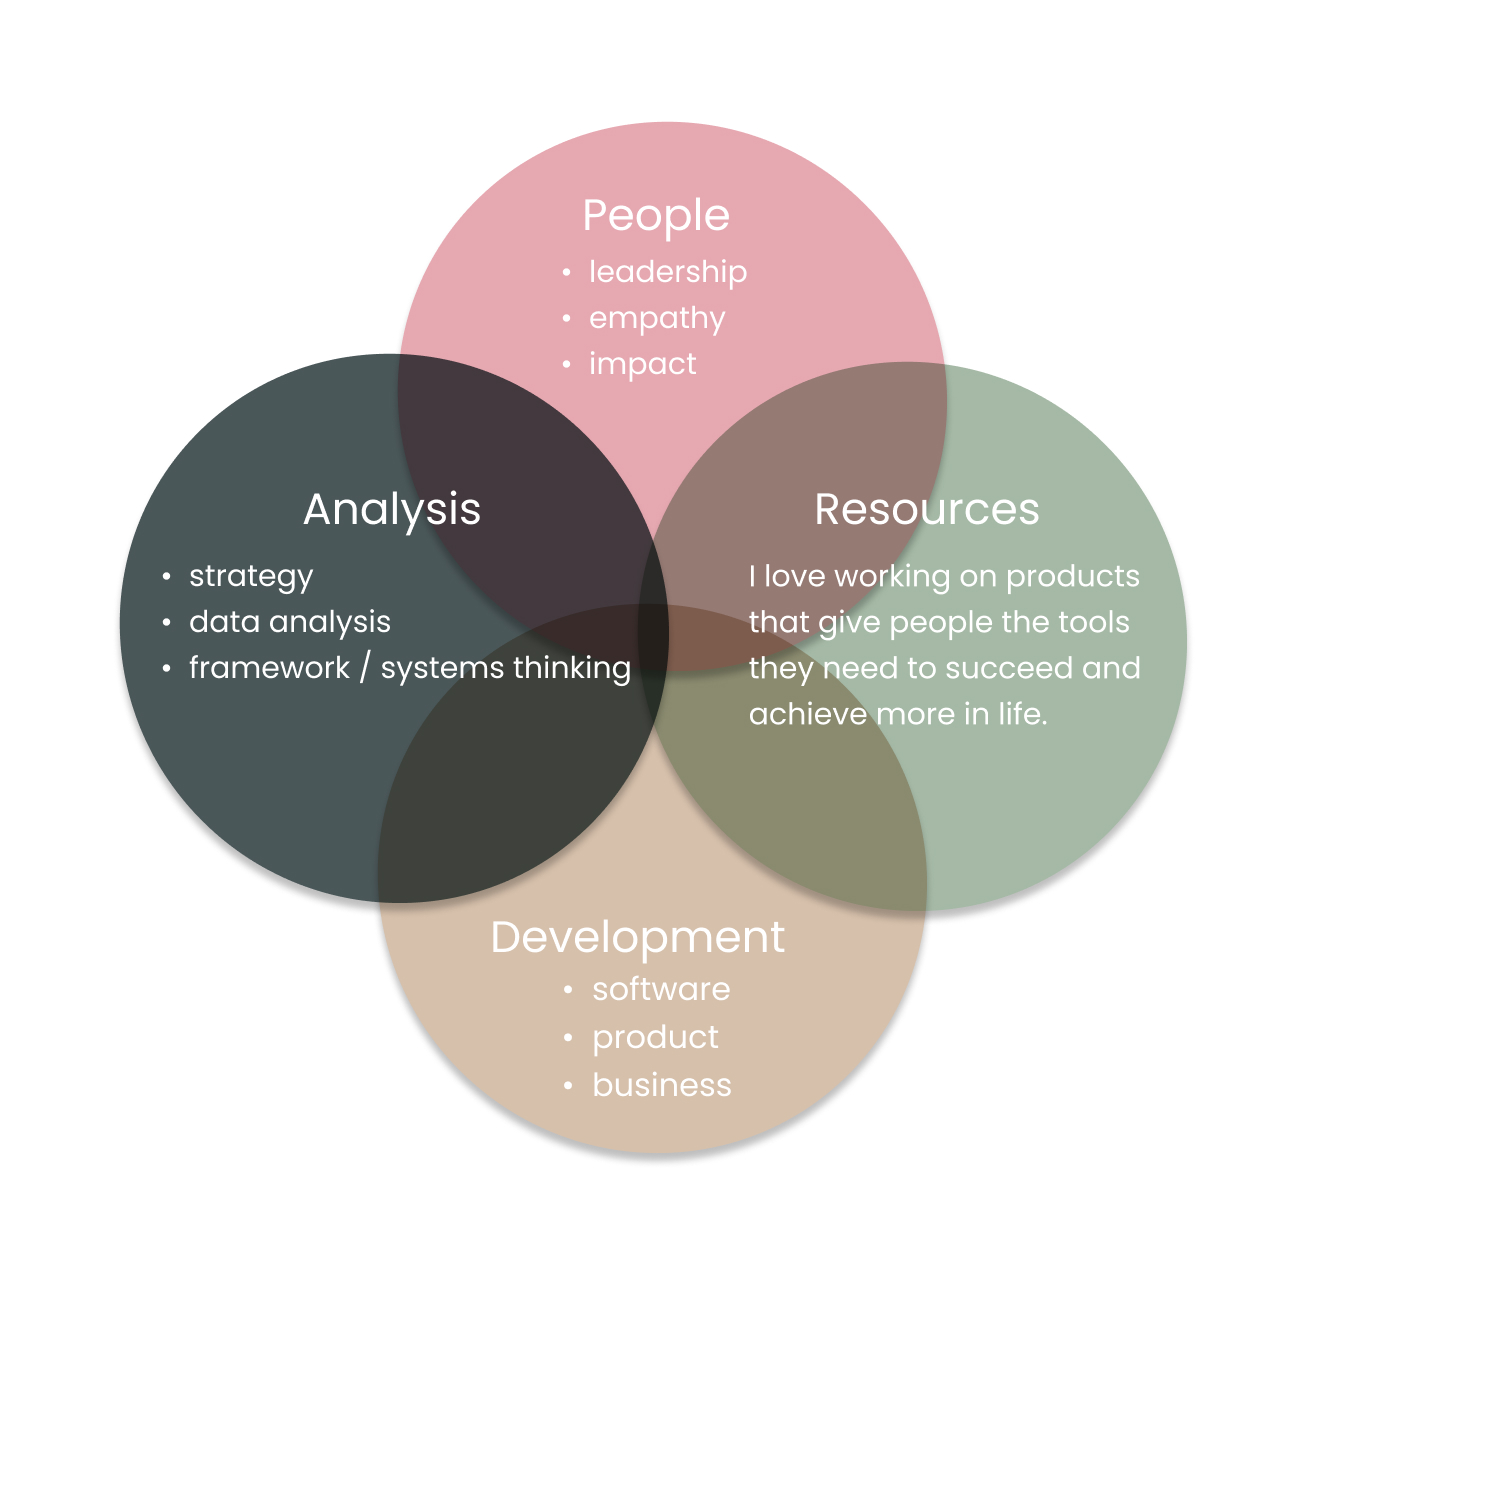 People
• leadership
• empathy
• impact
Analysis
• strategy
• data analysis
• framework / systems thinking
Resources
I love working on products
that give people the tools
they need to succeed and
achieve more in life.
Development
• software
• product
• business